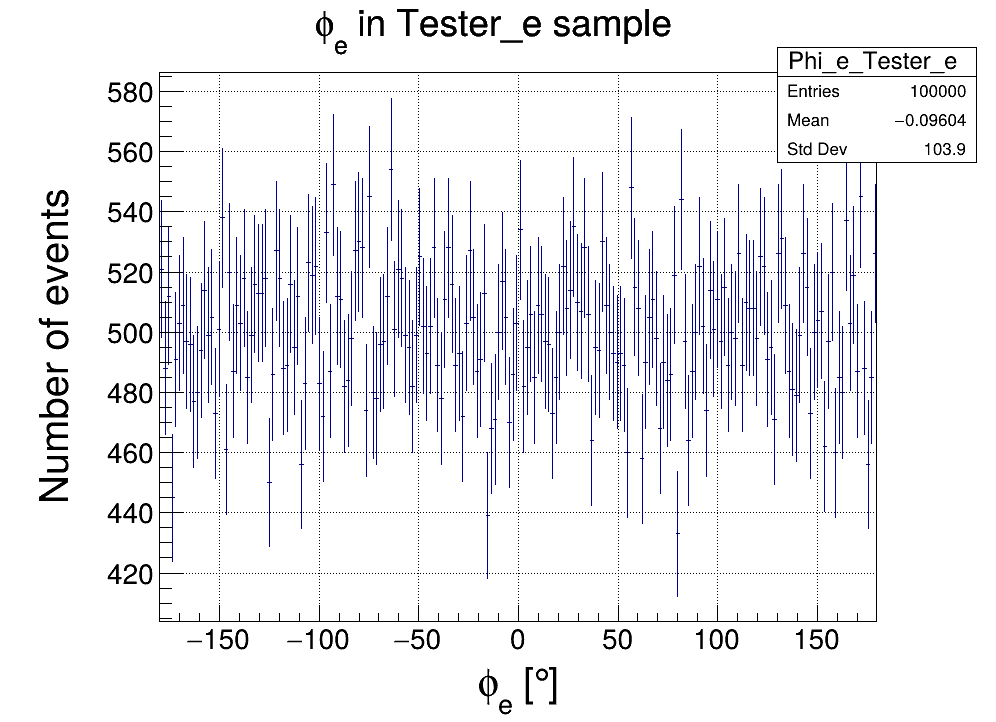 ϕe in Tester_e sample
Phi_e_Tester_e
Entries 100000
Mean −0.09604
Std Dev 103.9
Number of events
580
560
540
520
500
480
460
440
420
−150 −100 −50 0 50 100 150
ϕe [°]